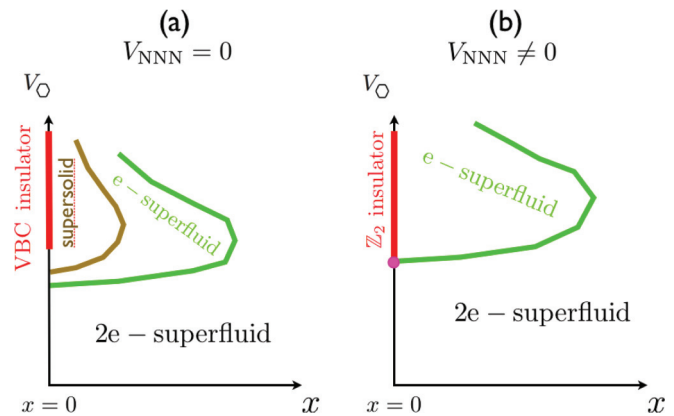 (a)
V_NNN = 0
V_⬡
VBC insulator
supersolid
e − superfluid
2e − superfluid
x = 0
x
(b)
V_NNN ≠ 0
V_⬡
ℤ₂ insulator
e − superfluid
2e − superfluid
x = 0
x